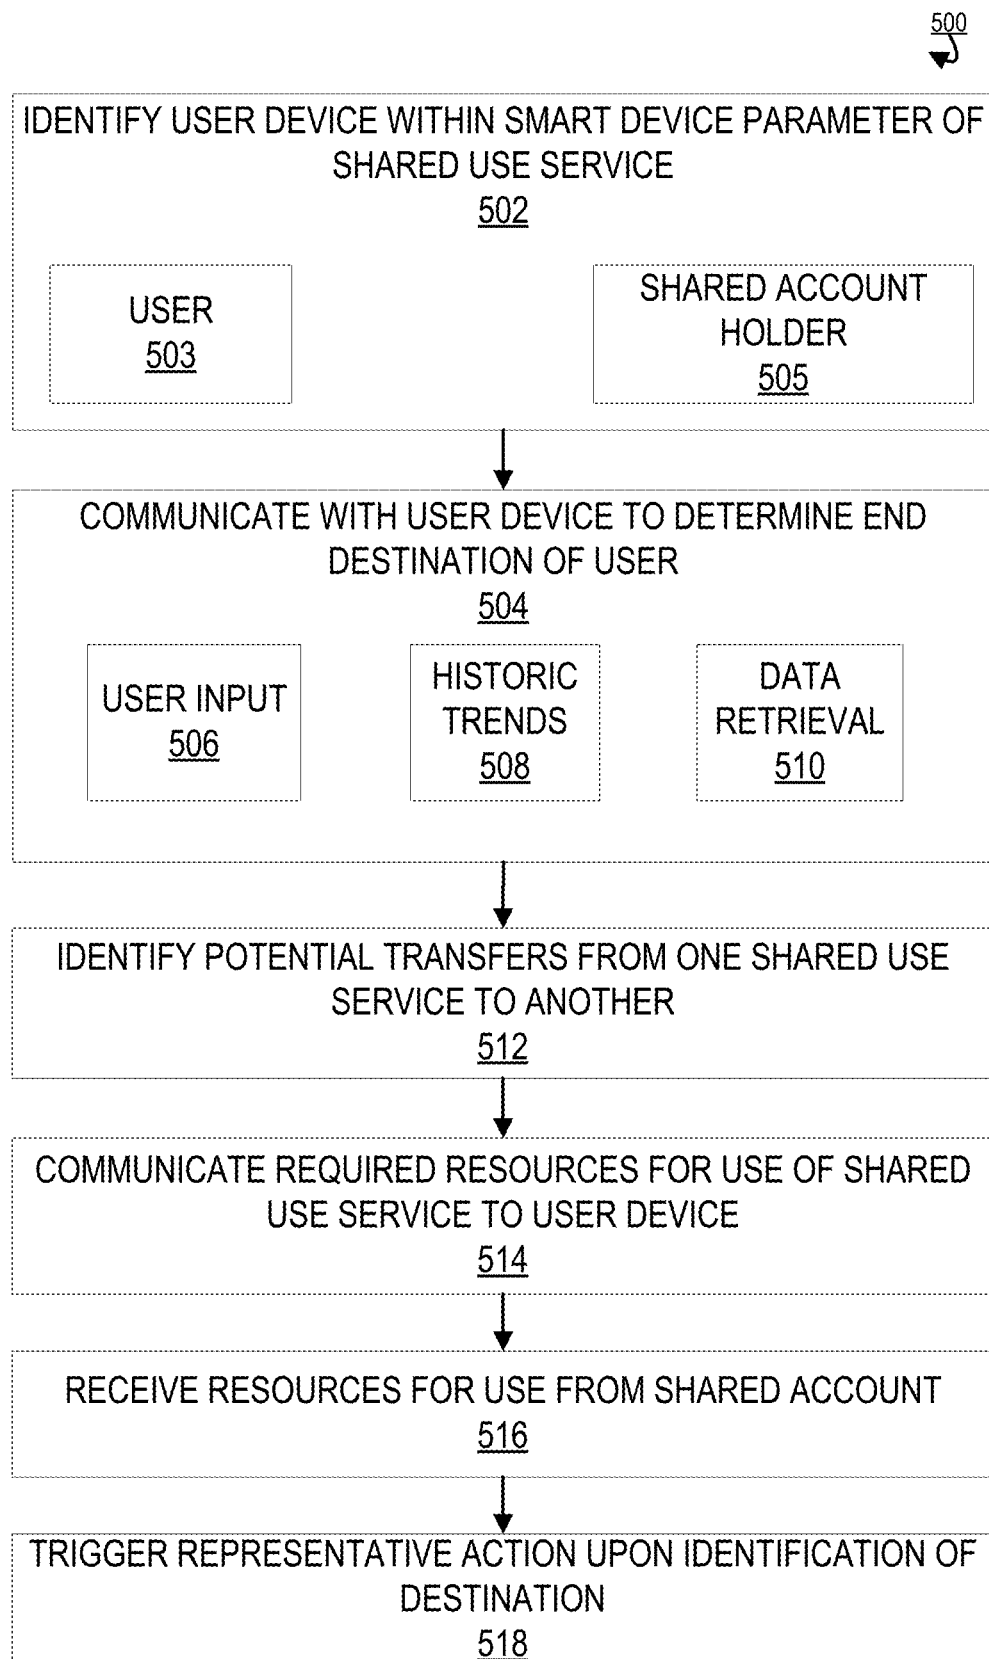 500
IDENTIFY USER DEVICE WITHIN SMART DEVICE PARAMETER OF
SHARED USE SERVICE
502
USER
503
SHARED ACCOUNT
HOLDER
505
COMMUNICATE WITH USER DEVICE TO DETERMINE END
DESTINATION OF USER
504
USER INPUT
506
HISTORIC
TRENDS
508
DATA
RETRIEVAL
510
IDENTIFY POTENTIAL TRANSFERS FROM ONE SHARED USE
SERVICE TO ANOTHER
512
COMMUNICATE REQUIRED RESOURCES FOR USE OF SHARED
USE SERVICE TO USER DEVICE
514
RECEIVE RESOURCES FOR USE FROM SHARED ACCOUNT
516
TRIGGER REPRESENTATIVE ACTION UPON IDENTIFICATION OF
DESTINATION
518